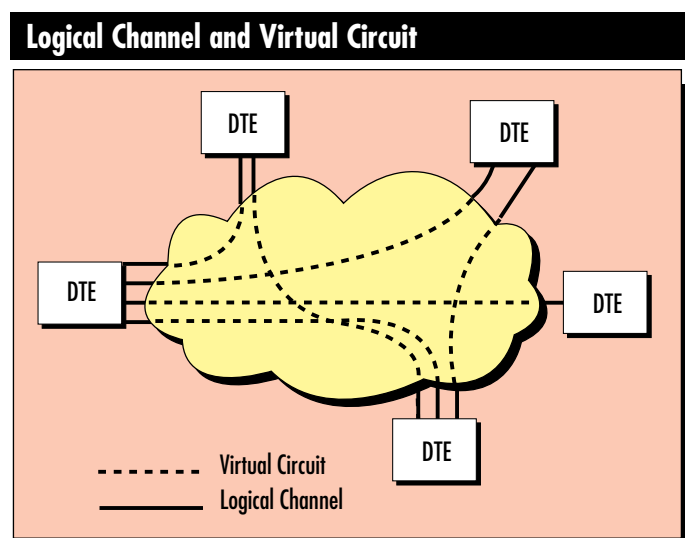 Logical Channel and Virtual Circuit
DTE
DTE
DTE
DTE
DTE
Virtual Circuit
Logical Channel